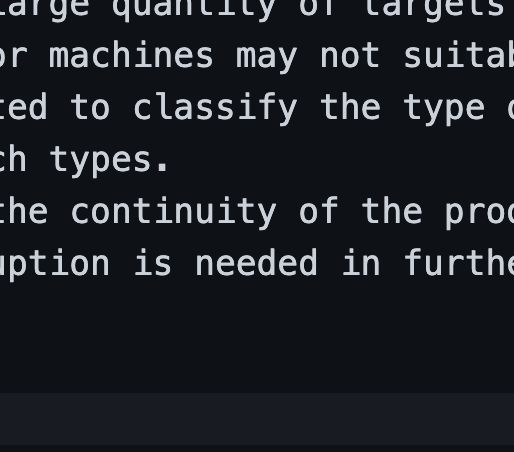 large quantity of targets
or machines may not suitab
ted to classify the type
ch types.
the continuity of the proc
uption is needed in furthe